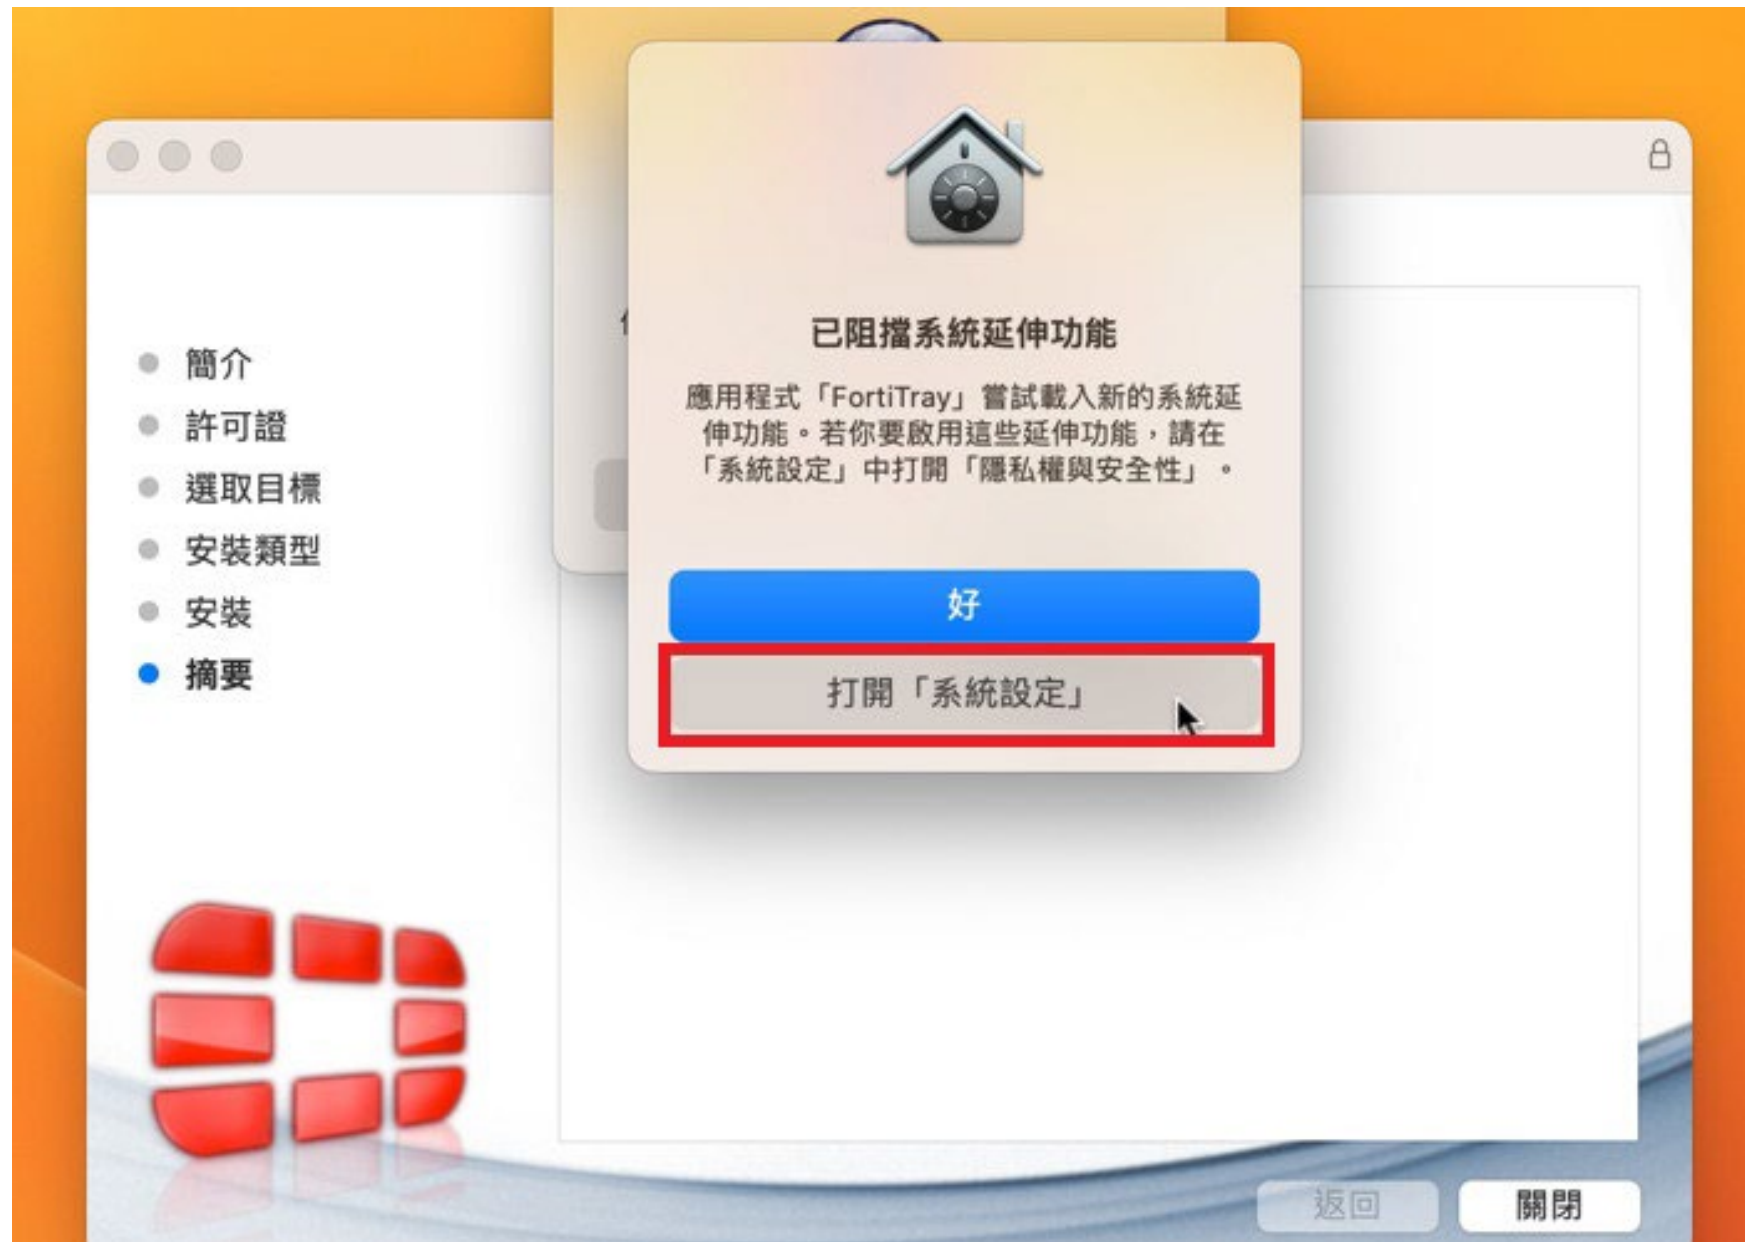 簡介
許可證
選取目標
安裝類型
安裝
摘要
已阻擋系統延伸功能
應用程式「FortiTray」嘗試載入新的系統延
伸功能。若你要啟用這些延伸功能，請在
「系統設定」中打開「隱私權與安全性」。
好
打開「系統設定」
返回
關閉